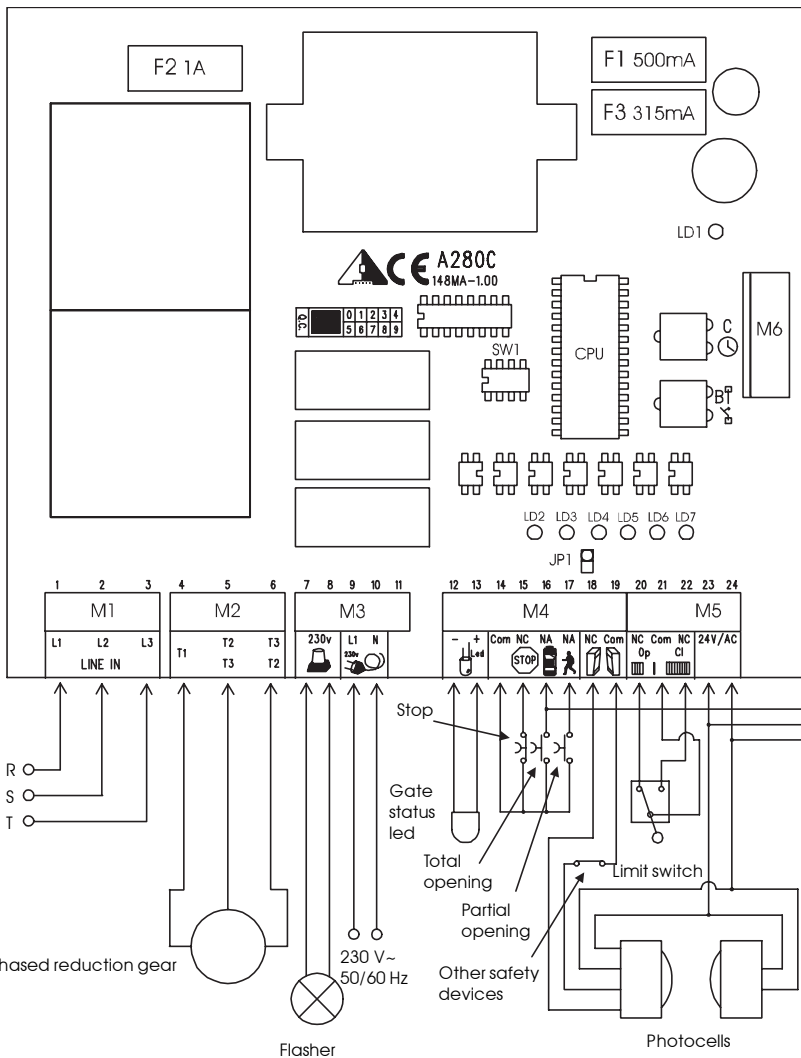 F2 1A
F1 500mA
F3 315mA
LD1
CE A280C
148MA-1.00
Q.C.
0 1 2 3 4
5 6 7 8 9
SW1
CPU
C
M6
BT
LD2 LD3 LD4 LD5 LD6 LD7
JP1
1 2 3 4 5 6 7 8 9 10 11 12 13 14 15 16 17 18 19 20 21 22 23 24
M1 M2 M3 M4 M5
L1 L2 L3
LINE IN
T1 T2 T3
T3 T2
230v
L1 N
230v
- +
Led
Com NC NA NA NC Com
STOP
NC Com NC
Op Cl
24V/AC
Stop
R
S
T
Gate
status
led
Total
opening
Partial
opening
Limit switch
Other safety
devices
hased reduction gear
230 V~
50/60 Hz
Flasher
Photocells